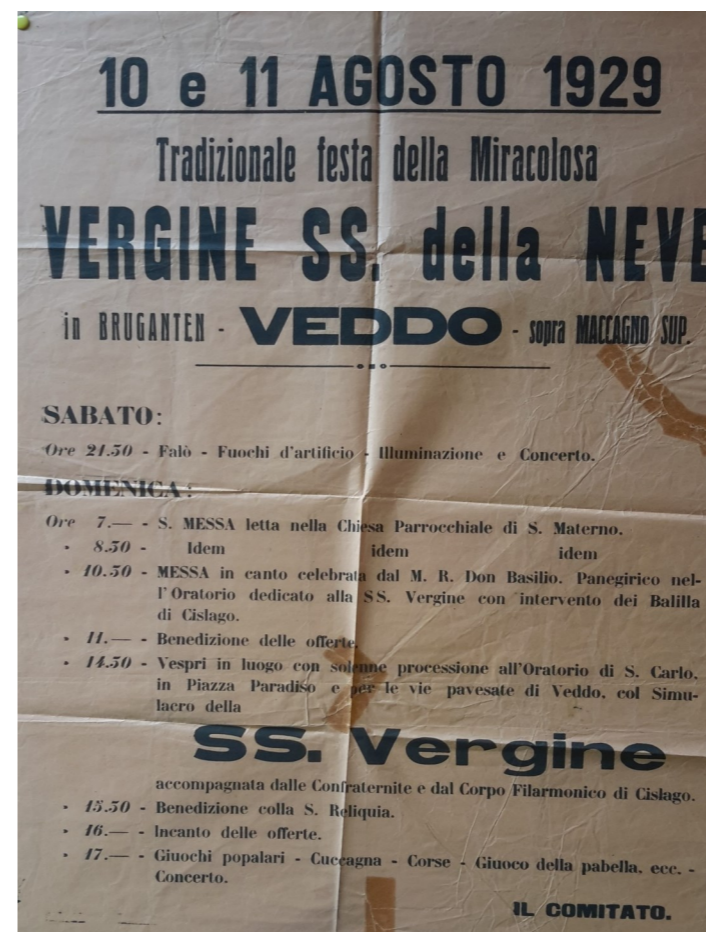 10 e 11 AGOSTO 1929
Tradizionale festa della Miracolosa
VERGINE SS. della NEVE
in BRUGANTEN - VEDDO - sopra MACCAGNO SUP.
SABATO:
Ore 21.30 - Falò - Fuochi d'artificio - Illuminazione e Concerto.
DOMENICA:
Ore 7.— - S. MESSA letta nella Chiesa Parrocchiale di S. Materno.
» 8.30 - Idem idem idem
» 10.30 - MESSA in canto celebrata dal M. R. Don Basilio. Panegirico nel-
l'Oratorio dedicato alla SS. Vergine con intervento dei Balilla
di Cislago.
» 11.— - Benedizione delle offerte.
» 14.30 - Vespri in luogo con solenne processione all'Oratorio di S. Carlo,
in Piazza Paradiso e per le vie pavesate di Veddo, col Simu-
lacro della
SS. Vergine
accompagnata dalle Confraternite e dal Corpo Filarmonico di Cislago.
» 15.30 - Benedizione colla S. Reliquia.
» 16.— - Incanto delle offerte.
» 17.— - Giuochi popalari - Cuccagna - Corse - Giuoco della pabella, ecc. -
Concerto.
IL COMITATO.